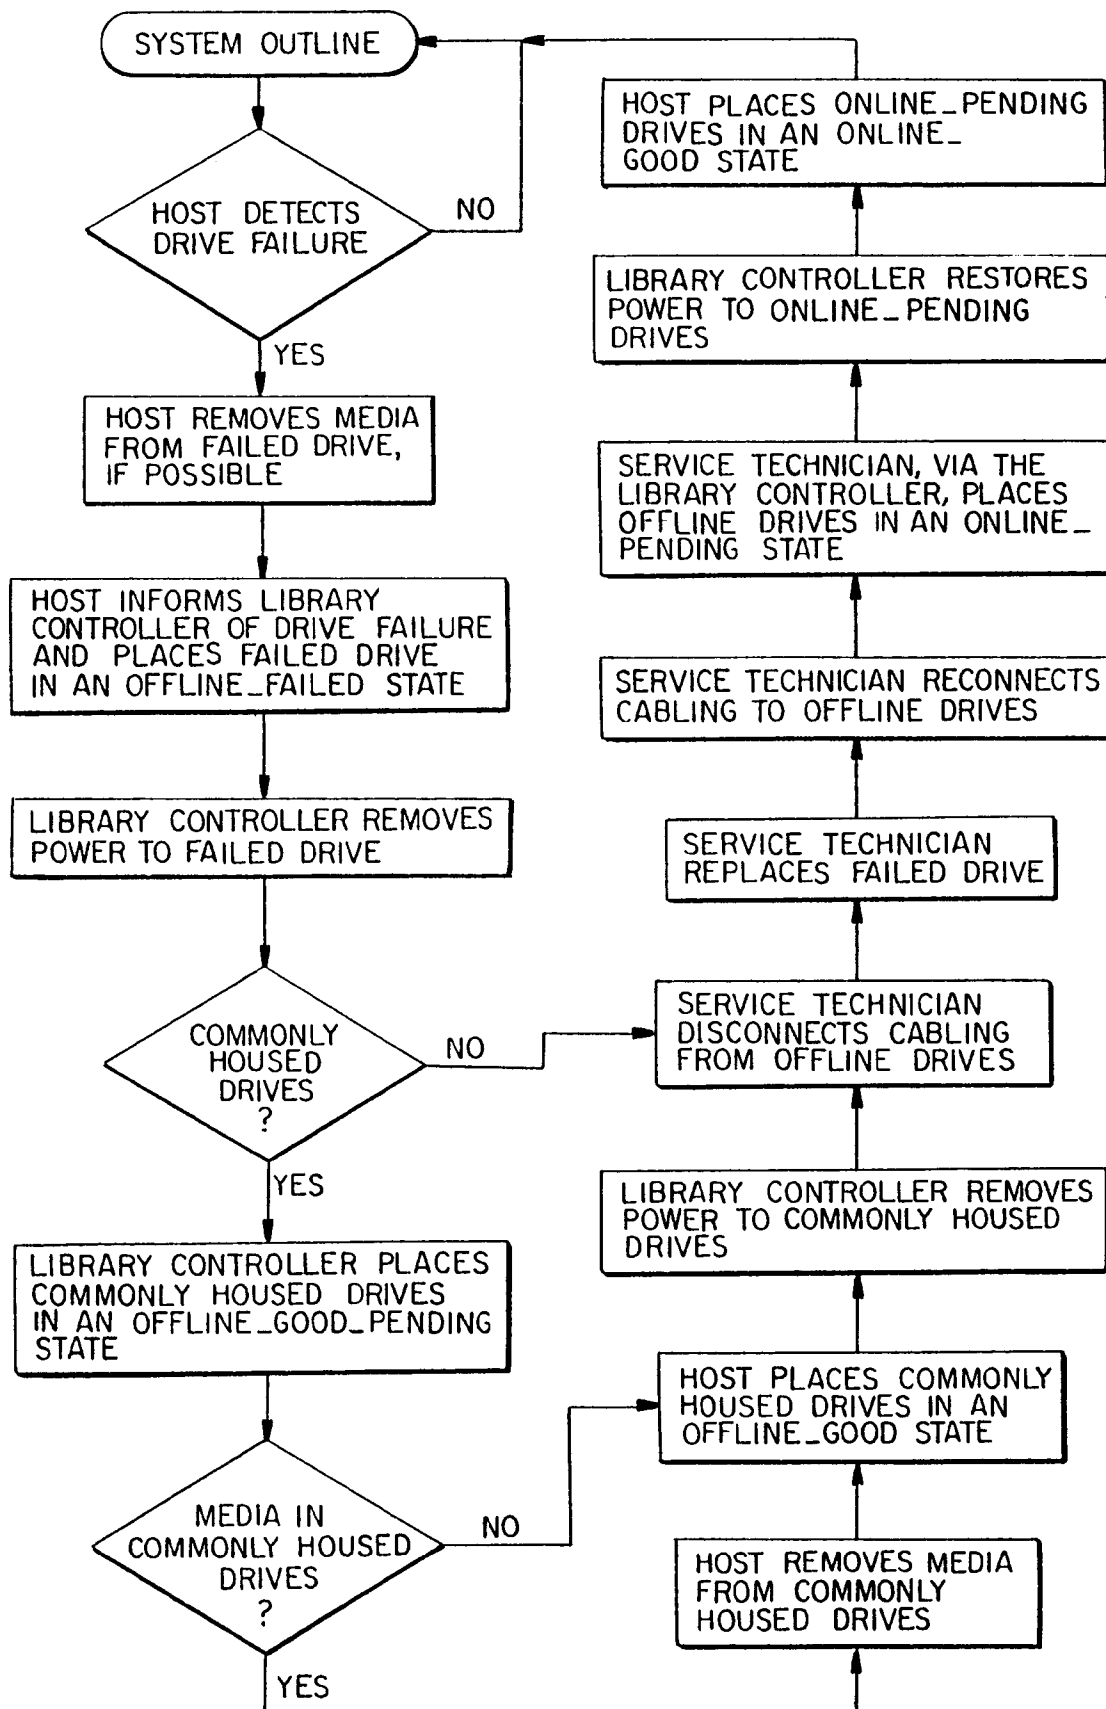 SYSTEM OUTLINE
HOST DETECTS
DRIVE FAILURE
NO
YES
HOST REMOVES MEDIA
FROM FAILED DRIVE,
IF POSSIBLE
HOST INFORMS LIBRARY
CONTROLLER OF DRIVE FAILURE
AND PLACES FAILED DRIVE
IN AN OFFLINE_FAILED STATE
LIBRARY CONTROLLER REMOVES
POWER TO FAILED DRIVE
COMMONLY
HOUSED
DRIVES
?
NO
YES
LIBRARY CONTROLLER PLACES
COMMONLY HOUSED DRIVES
IN AN OFFLINE_GOOD_PENDING
STATE
MEDIA IN
COMMONLY HOUSED
DRIVES
?
NO
YES
HOST REMOVES MEDIA
FROM COMMONLY
HOUSED DRIVES
HOST PLACES COMMONLY
HOUSED DRIVES IN AN
OFFLINE_GOOD STATE
LIBRARY CONTROLLER REMOVES
POWER TO COMMONLY HOUSED
DRIVES
SERVICE TECHNICIAN
DISCONNECTS CABLING
FROM OFFLINE DRIVES
SERVICE TECHNICIAN
REPLACES FAILED DRIVE
SERVICE TECHNICIAN RECONNECTS
CABLING TO OFFLINE DRIVES
SERVICE TECHNICIAN, VIA THE
LIBRARY CONTROLLER, PLACES
OFFLINE DRIVES IN AN ONLINE_
PENDING STATE
LIBRARY CONTROLLER RESTORES
POWER TO ONLINE_PENDING
DRIVES
HOST PLACES ONLINE_PENDING
DRIVES IN AN ONLINE_
GOOD STATE